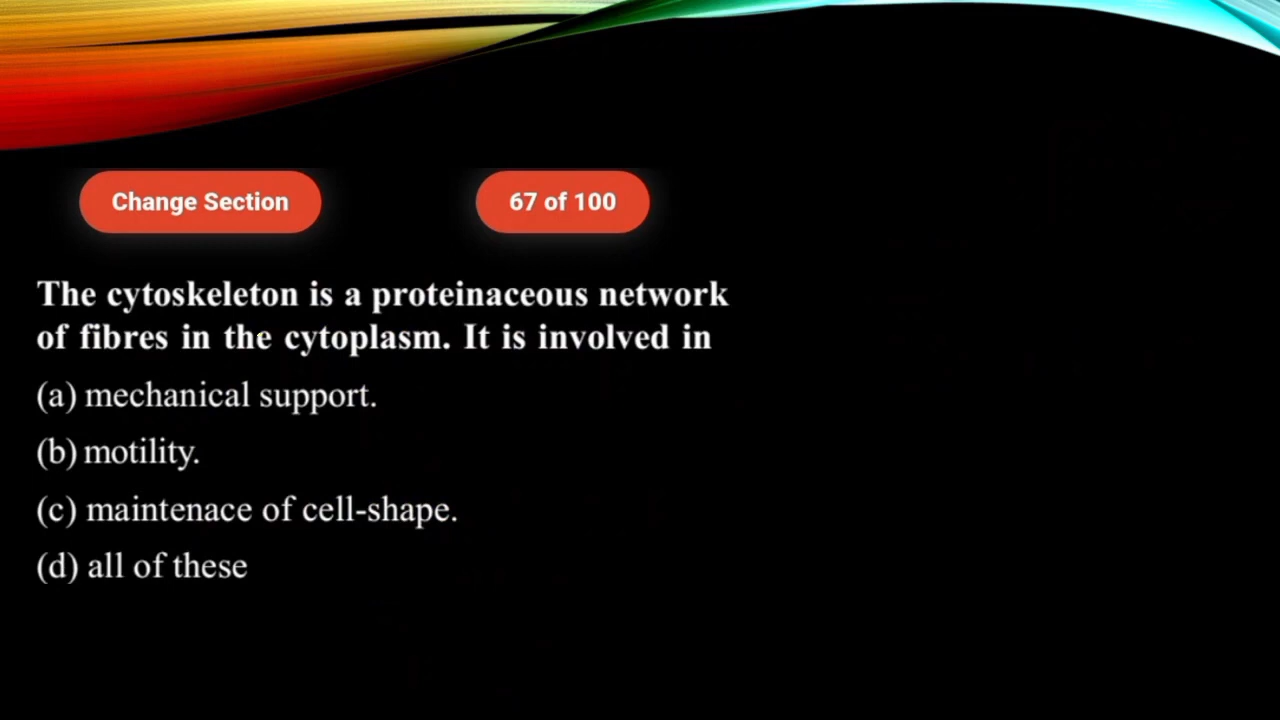 Change Section
67 of 100
The cytoskeleton is a proteinaceous network
of fibres in the cytoplasm. It is involved in
(a) mechanical support.
(b) motility.
(c) maintenace of cell-shape.
(d) all of these